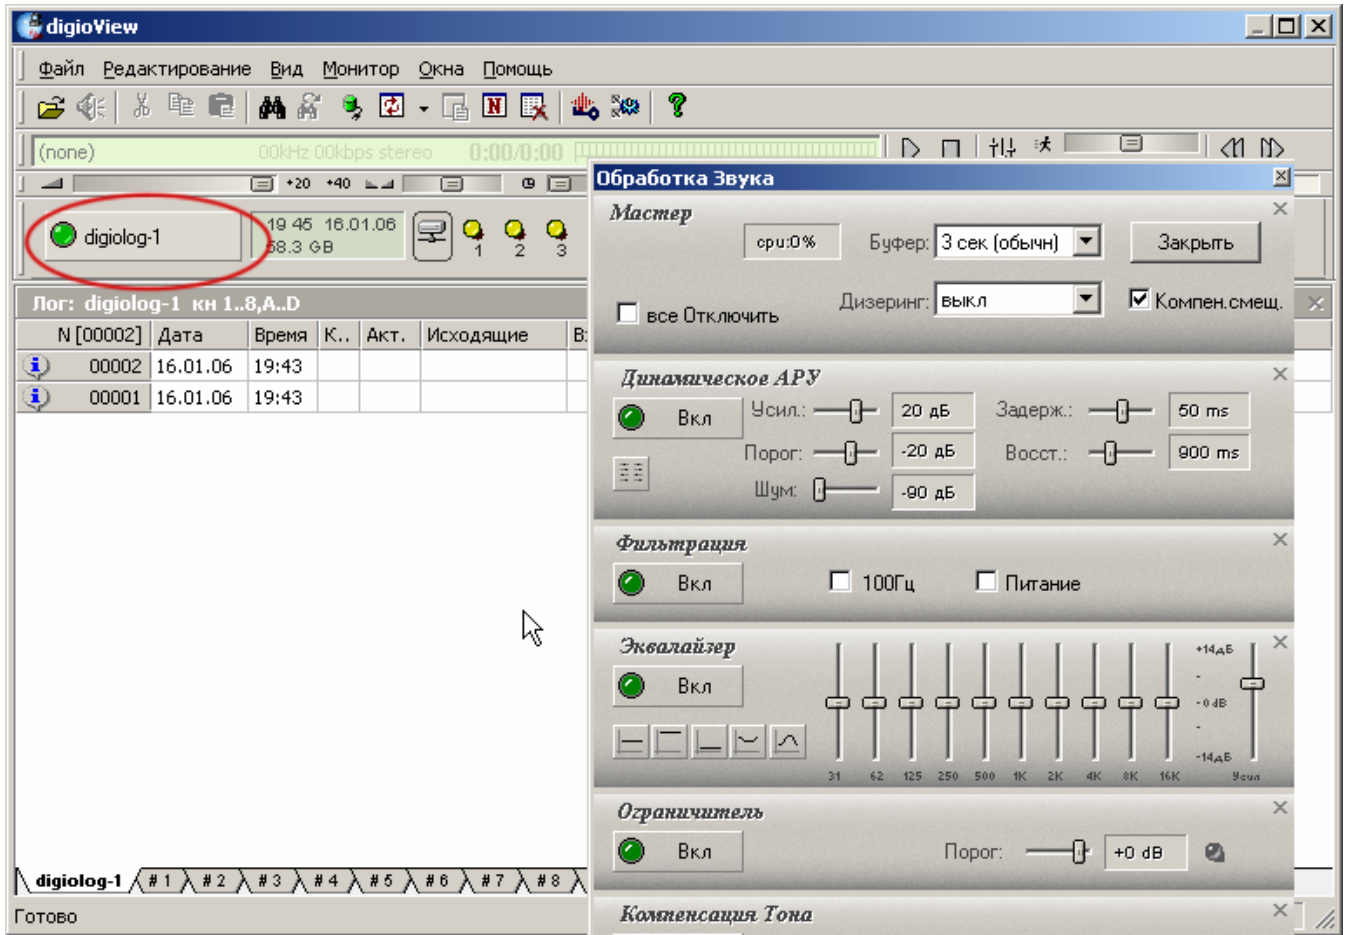 digioView
Файл Редактирование Вид Монитор Окна Помощь
(none) 00kHz 00kbps stereo 0:00/0:00
+20 +40
digiolog-1
19 45 16.01.06
58.3 GB
1 2 3
Лог: digiolog-1 кн 1..8,A..D
N [00002] Дата Время К.. Акт. Исходящие
00002 16.01.06 19:43
00001 16.01.06 19:43
digiolog-1 # 1 # 2 # 3 # 4 # 5 # 6 # 7 # 8
Готово
Обработка Звука
Мастер
cpu:0% Буфер: 3 сек (обычн) Закрыть
все Отключить Дизеринг: выкл Компен.смещ.
Динамическое АРУ
Вкл Усил.: 20 дБ Задерж.: 50 ms
Порог: -20 дБ Восст.: 900 ms
Шум: -90 дБ
Фильтрация
Вкл 100Гц Питание
Эквалайзер
Вкл
+14дБ
- 0 dB
-14дБ
31 62 125 250 500 1K 2K 4K 8K 16K Усил
Ограничитель
Вкл Порог: +0 dB
Компенсация Тона